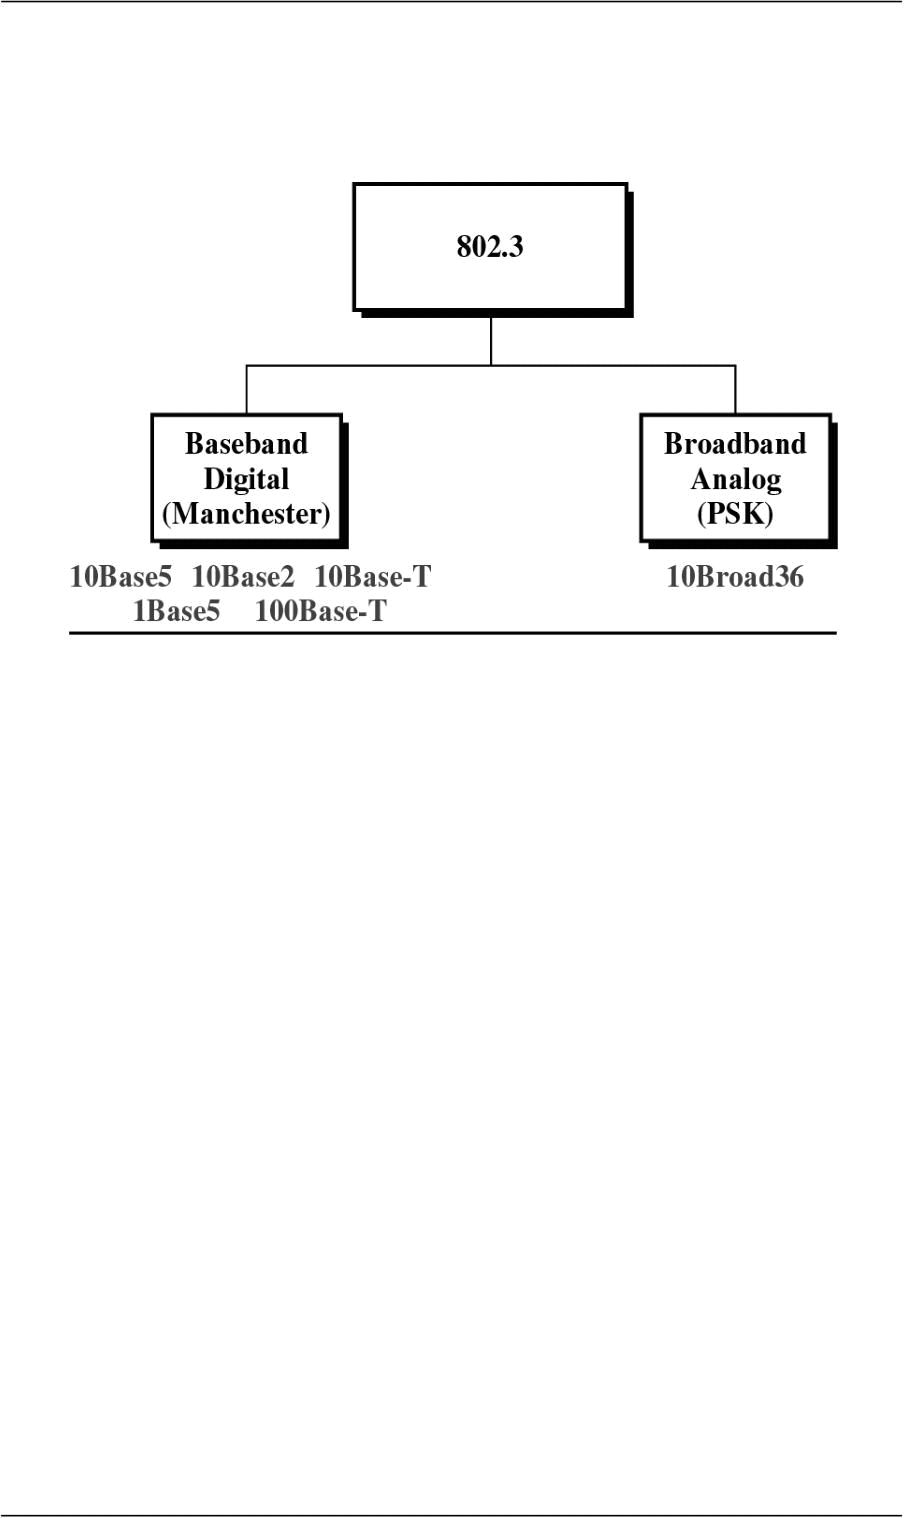 802.3
Baseband
Digital
(Manchester)
Broadband
Analog
(PSK)
10Base5 10Base2 10Base-T
1Base5 100Base-T
10Broad36